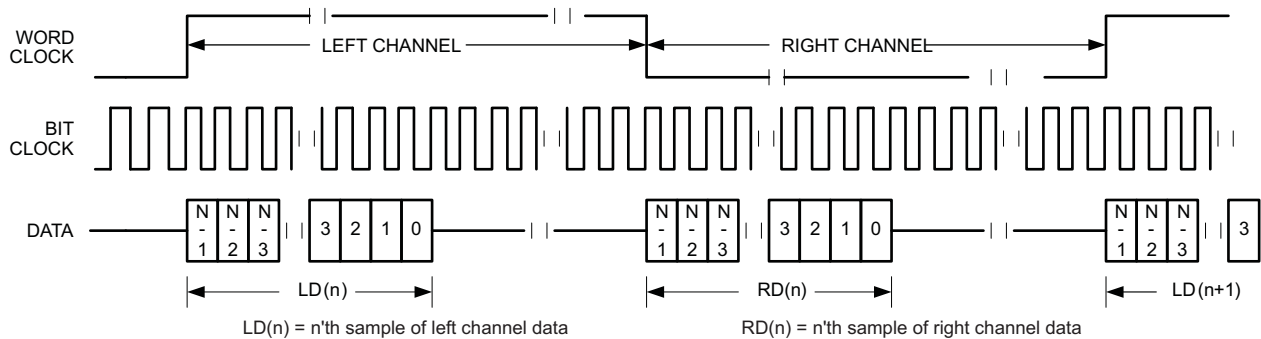 WORD
CLOCK
LEFT CHANNEL
RIGHT CHANNEL
BIT
CLOCK
DATA
N
-
1
N
-
2
N
-
3
3
2
1
0
N
-
1
N
-
2
N
-
3
3
2
1
0
N
-
1
N
-
2
N
-
3
3
LD(n)
RD(n)
LD(n+1)
LD(n) = n'th sample of left channel data
RD(n) = n'th sample of right channel data